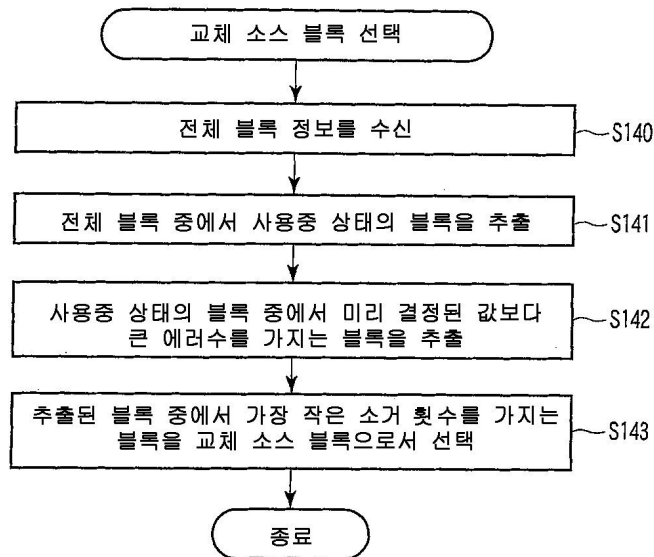 교체 소스 블록 선택
전체 블록 정보를 수신
S140
전체 블록 중에서 사용중 상태의 블록을 추출
S141
사용중 상태의 블록 중에서 미리 결정된 값보다
큰 에러수를 가지는 블록을 추출
S142
추출된 블록 중에서 가장 작은 소거 횟수를 가지는
블록을 교체 소스 블록으로서 선택
S143
종료